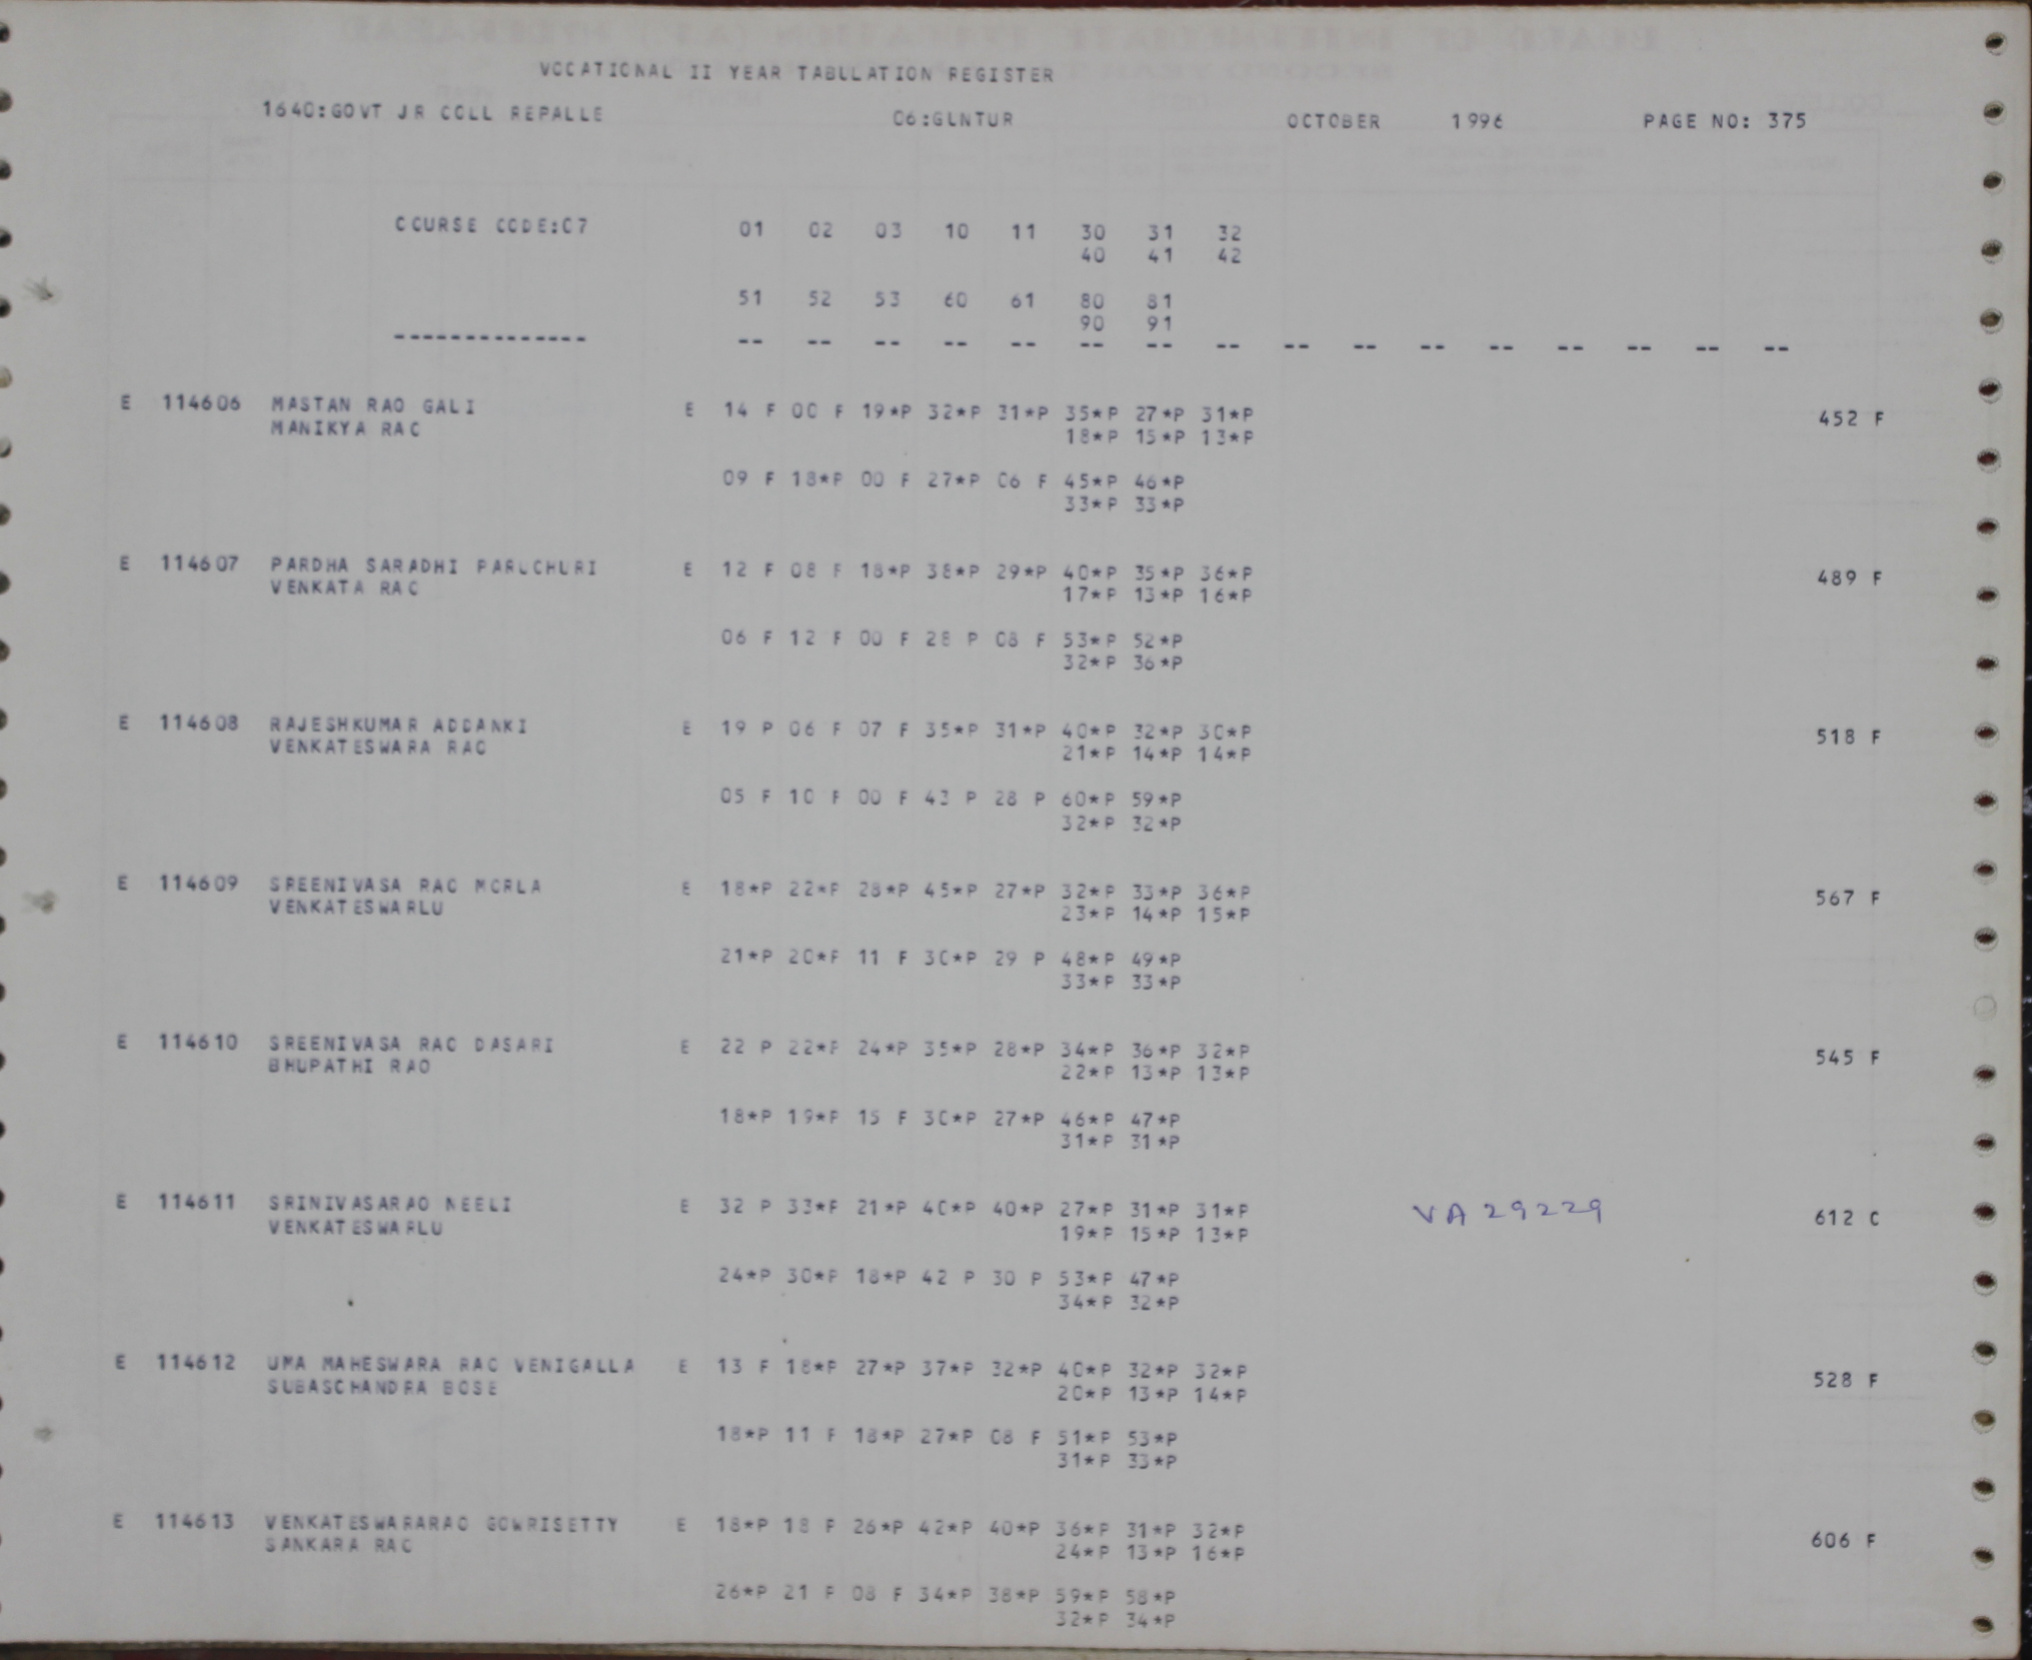 VOCATIONAL II YEAR TABULATION REGISTER
1640:GOVT JR COLL REPALLE 06:GUNTUR OCTOBER 1996 PAGE NO: 375
COURSE CODE:C7 01 02 03 10 11 30 31 32
40 41 42
51 52 53 60 61 80 81
90 91
-------------- -- -- -- -- -- -- -- -- -- -- -- -- -- -- -- --
E 114606 MASTAN RAO GALI E 14 F 00 F 19*P 32*P 31*P 35*P 27*P 31*P 452 F
MANIKYA RAO 18*P 15*P 13*P
09 F 18*P 00 F 27*P 06 F 45*P 46*P
33*P 33*P
E 114607 PARDHA SARADHI PARUCHURI E 12 F 08 F 18*P 38*P 29*P 40*P 35*P 36*P 489 F
VENKATA RAO 17*P 13*P 16*P
06 F 12 F 00 F 28 P 08 F 53*P 52*P
32*P 36*P
E 114608 RAJESHKUMAR ADDANKI E 19 P 06 F 07 F 35*P 31*P 40*P 32*P 30*P 518 F
VENKATESWARA RAO 21*P 14*P 14*P
05 F 10 F 00 F 43 P 28 P 60*P 59*P
32*P 32*P
E 114609 SREENIVASA RAO MORLA E 18*P 22*P 28*P 45*P 27*P 32*P 33*P 36*P 567 F
VENKATESWARLU 23*P 14*P 15*P
21*P 20*P 11 F 30*P 29 P 48*P 49*P
33*P 33*P
E 114610 SREENIVASA RAO DASARI E 22 P 22*P 24*P 35*P 28*P 34*P 36*P 32*P 545 F
BHUPATHI RAO 22*P 13*P 13*P
18*P 19*P 15 F 30*P 27*P 46*P 47*P
31*P 31*P
E 114611 SRINIVASARAO NEELI E 32 P 33*P 21*P 40*P 40*P 27*P 31*P 31*P VA 29229 612 C
VENKATESWARLU 19*P 15*P 13*P
24*P 30*P 18*P 42 P 30 P 53*P 47*P
34*P 32*P
E 114612 UMA MAHESWARA RAO VENIGALLA E 13 F 18*P 27*P 37*P 32*P 40*P 32*P 32*P 528 F
SUBASCHANDRA BOSE 20*P 13*P 14*P
18*P 11 F 18*P 27*P 08 F 51*P 53*P
31*P 33*P
E 114613 VENKATESWARARAO GOWRISETTY E 18*P 18 F 26*P 42*P 40*P 36*P 31*P 32*P 606 F
SANKARA RAO 24*P 13*P 16*P
26*P 21 P 08 F 34*P 38*P 59*P 58*P
32*P 34*P